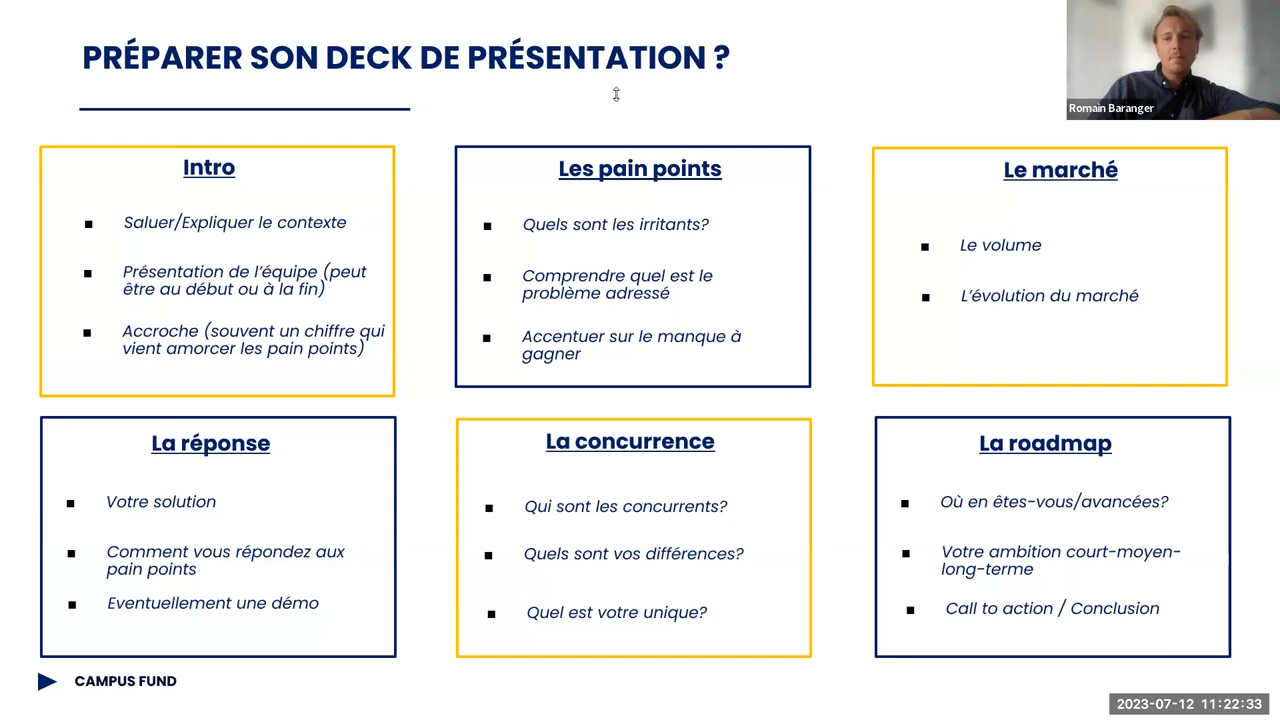 PRÉPARER SON DECK DE PRÉSENTATION ?
Romain Baranger
Intro
Saluer/Expliquer le contexte
Présentation de l'équipe (peut
être au début ou à la fin)
Accroche (souvent un chiffre qui
vient amorcer les pain points)
Les pain points
Quels sont les irritants?
Comprendre quel est le
problème adressé
Accentuer sur le manque à
gagner
Le marché
Le volume
L'évolution du marché
La réponse
Votre solution
Comment vous répondez aux
pain points
Eventuellement une démo
La concurrence
Qui sont les concurrents?
Quels sont vos différences?
Quel est votre unique?
La roadmap
Où en êtes-vous/avancées?
Votre ambition court-moyen-
long-terme
Call to action / Conclusion
CAMPUS FUND
2023-07-12 11:22:33